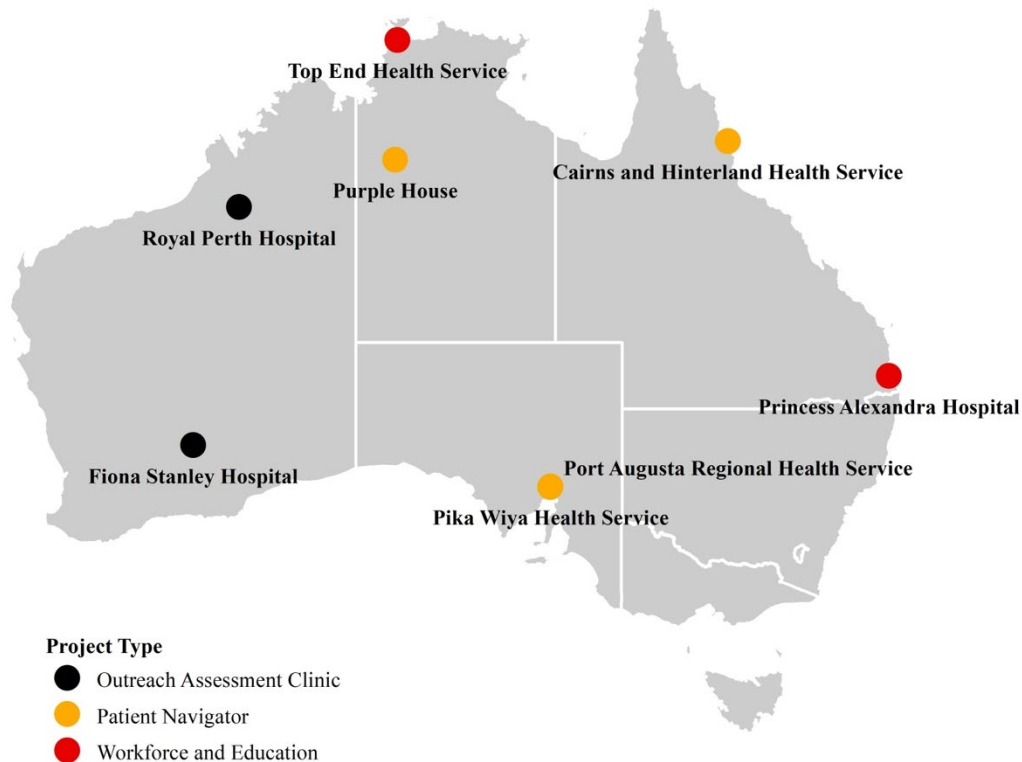 Top End Health Service
Cairns and Hinterland Health Service
Purple House
Royal Perth Hospital
Princess Alexandra Hospital
Fiona Stanley Hospital
Port Augusta Regional Health Service
Pika Wiya Health Service
Project Type
Outreach Assessment Clinic
Patient Navigator
Workforce and Education